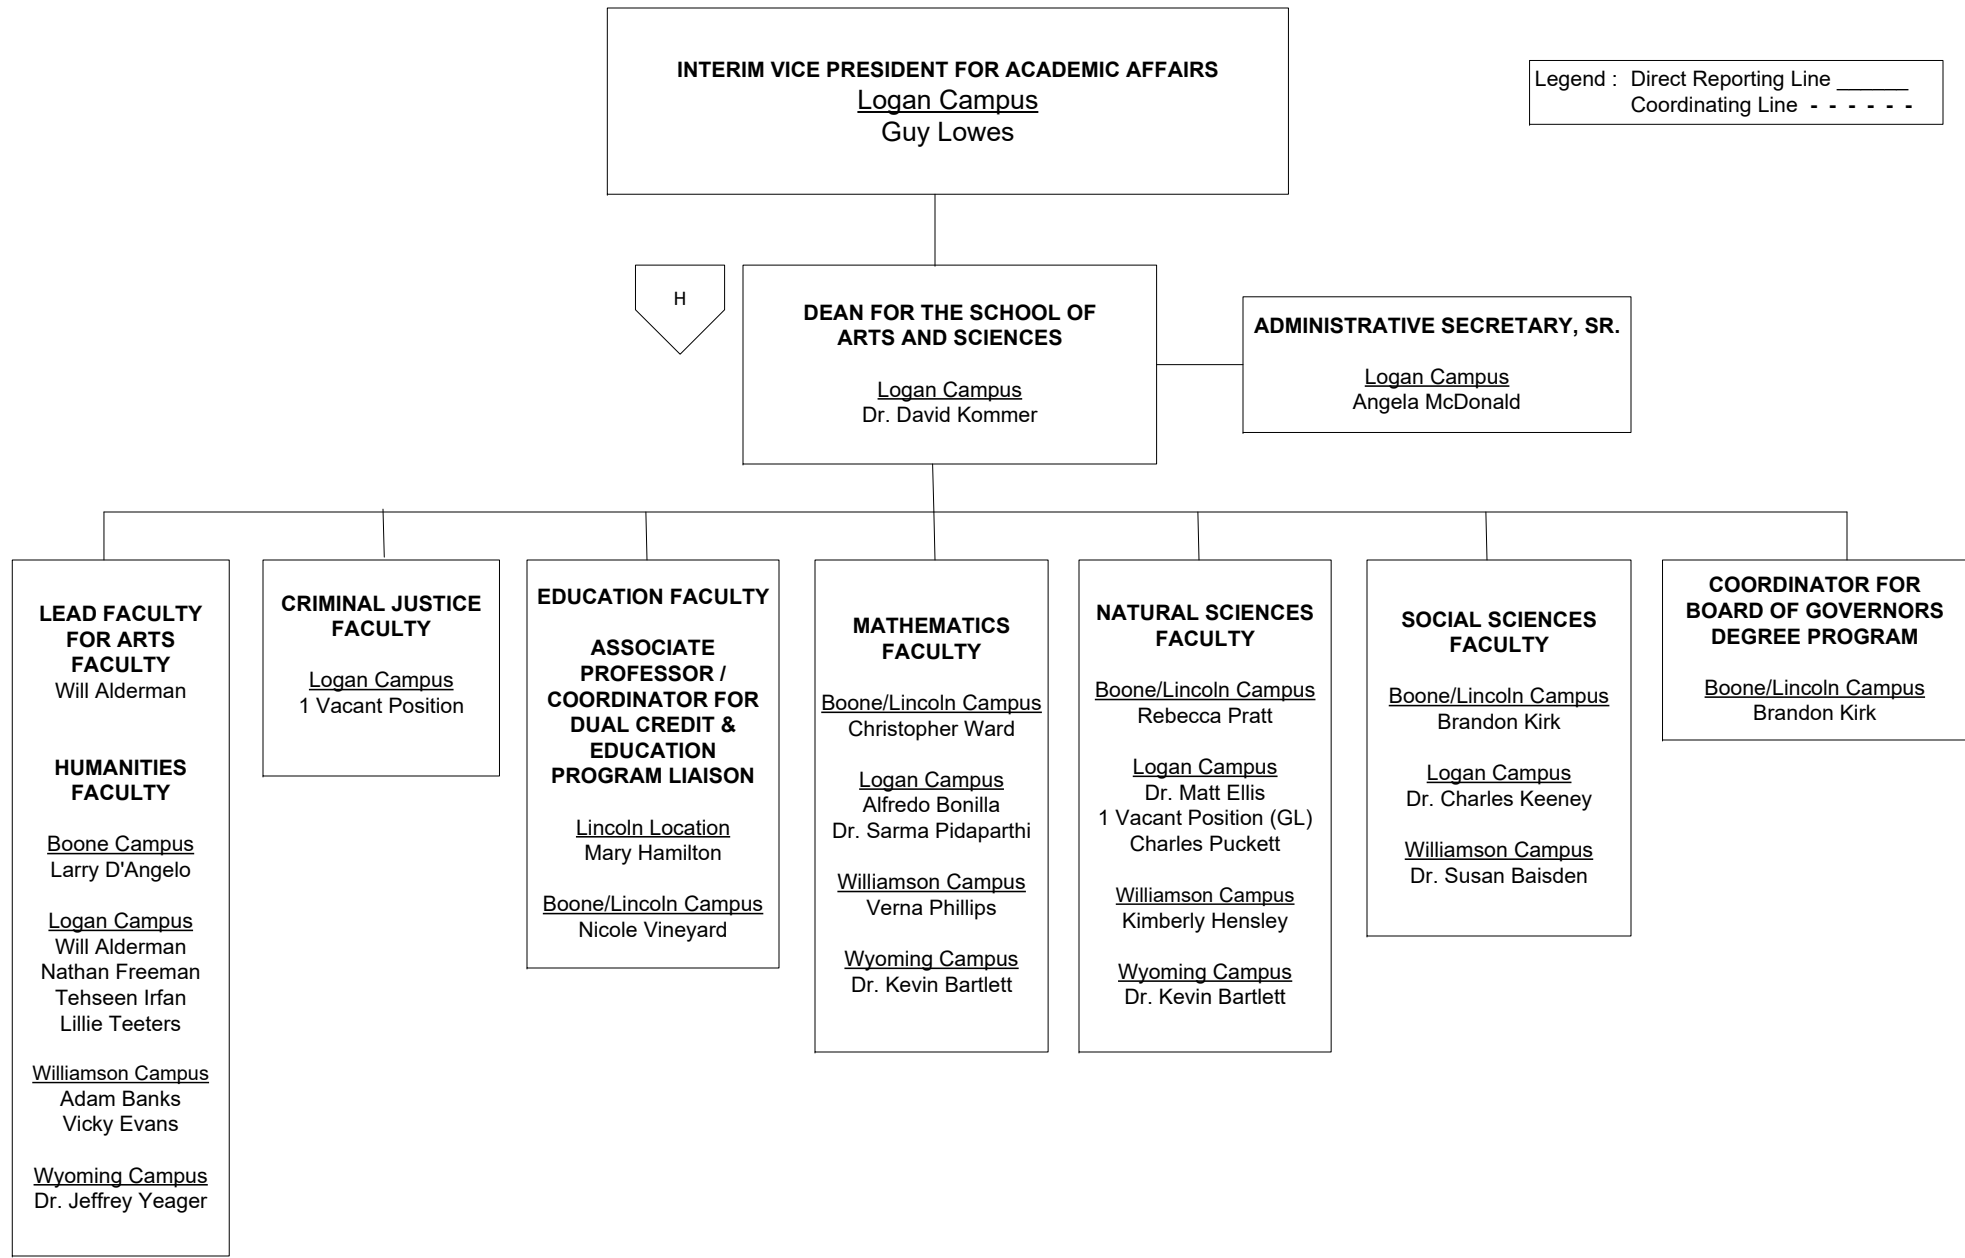 INTERIM VICE PRESIDENT FOR ACADEMIC AFFAIRS
Logan Campus
Guy Lowes
Legend : Direct Reporting Line ______
Coordinating Line - - - - - -
H
DEAN FOR THE SCHOOL OF
ARTS AND SCIENCES
Logan Campus
Dr. David Kommer
ADMINISTRATIVE SECRETARY, SR.
Logan Campus
Angela McDonald
LEAD FACULTY
FOR ARTS
FACULTY
Will Alderman
HUMANITIES
FACULTY
Boone Campus
Larry D'Angelo
Logan Campus
Will Alderman
Nathan Freeman
Tehseen Irfan
Lillie Teeters
Williamson Campus
Adam Banks
Vicky Evans
Wyoming Campus
Dr. Jeffrey Yeager
CRIMINAL JUSTICE
FACULTY
Logan Campus
1 Vacant Position
EDUCATION FACULTY
ASSOCIATE
PROFESSOR /
COORDINATOR FOR
DUAL CREDIT &
EDUCATION
PROGRAM LIAISON
Lincoln Location
Mary Hamilton
Boone/Lincoln Campus
Nicole Vineyard
MATHEMATICS
FACULTY
Boone/Lincoln Campus
Christopher Ward
Logan Campus
Alfredo Bonilla
Dr. Sarma Pidaparthi
Williamson Campus
Verna Phillips
Wyoming Campus
Dr. Kevin Bartlett
NATURAL SCIENCES
FACULTY
Boone/Lincoln Campus
Rebecca Pratt
Logan Campus
Dr. Matt Ellis
1 Vacant Position (GL)
Charles Puckett
Williamson Campus
Kimberly Hensley
Wyoming Campus
Dr. Kevin Bartlett
SOCIAL SCIENCES
FACULTY
Boone/Lincoln Campus
Brandon Kirk
Logan Campus
Dr. Charles Keeney
Williamson Campus
Dr. Susan Baisden
COORDINATOR FOR
BOARD OF GOVERNORS
DEGREE PROGRAM
Boone/Lincoln Campus
Brandon Kirk